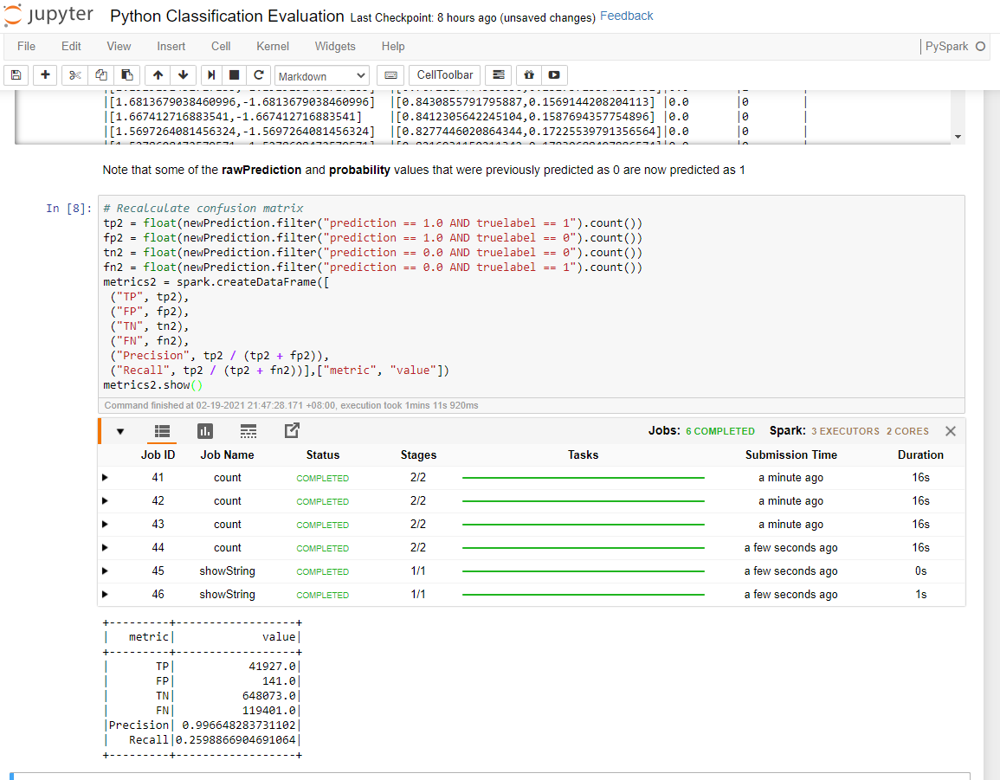 jupyter Python Classification Evaluation Last Checkpoint: 8 hours ago (unsaved changes) Feedback
File Edit View Insert Cell Kernel Widgets Help PySpark
Markdown CellToolbar
|[1.6813679038460996,-1.6813679038460996] |[0.8430855791795887,0.1569144208204113] |0.0 |0 |
|[1.667412716883541,-1.667412716883541] |[0.8412305642245104,0.1587694357754896] |0.0 |0 |
|[1.5697264081456324,-1.5697264081456324] |[0.8277446020864344,0.17225539791356564]|0.0 |0 |
Note that some of the rawPrediction and probability values that were previously predicted as 0 are now predicted as 1
In [8]: # Recalculate confusion matrix
tp2 = float(newPrediction.filter("prediction == 1.0 AND truelabel == 1").count())
fp2 = float(newPrediction.filter("prediction == 1.0 AND truelabel == 0").count())
tn2 = float(newPrediction.filter("prediction == 0.0 AND truelabel == 0").count())
fn2 = float(newPrediction.filter("prediction == 0.0 AND truelabel == 1").count())
metrics2 = spark.createDataFrame([
("TP", tp2),
("FP", fp2),
("TN", tn2),
("FN", fn2),
("Precision", tp2 / (tp2 + fp2)),
("Recall", tp2 / (tp2 + fn2))],["metric", "value"])
metrics2.show()
Command finished at 02-19-2021 21:47:28.171 +08:00, execution took 1mins 11s 920ms
Jobs: 6 COMPLETED Spark: 3 EXECUTORS 2 CORES
Job ID Job Name Status Stages Tasks Submission Time Duration
41 count COMPLETED 2/2 a minute ago 16s
42 count COMPLETED 2/2 a minute ago 16s
43 count COMPLETED 2/2 a minute ago 16s
44 count COMPLETED 2/2 a few seconds ago 16s
45 showString COMPLETED 1/1 a few seconds ago 0s
46 showString COMPLETED 1/1 a few seconds ago 1s
+---------+------------------+
| metric| value|
+---------+------------------+
| TP| 41927.0|
| FP| 141.0|
| TN| 648073.0|
| FN| 119401.0|
|Precision| 0.996648283731102|
| Recall|0.2598866904691064|
+---------+------------------+